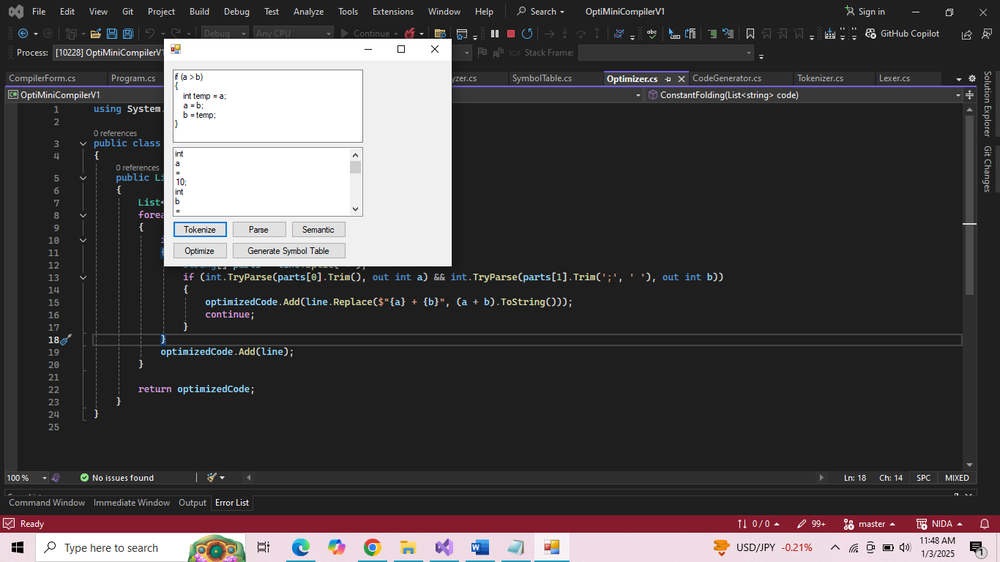 File Edit View Git Project Build Debug Test Analyze Tools Extensions Window Help Search OptiMiniCompilerV1 Sign in
Debug Any CPU Continue GitHub Copilot
Process: [10228] OptiMiniCompilerV1 Stack Frame:
CompilerForm.cs Program.cs yzer.cs SymbolTable.cs Optimizer.cs CodeGenerator.cs Tokenizer.cs Lexer.cs
C# OptiMiniCompilerV1 ConstantFolding(List<string> code)
if (a > b)
{
int temp = a;
a = b;
b = temp;
}
int
a
=
10;
int
b
=
Tokenize Parse Semantic
Optimize Generate Symbol Table
1 using System.
2
0 references
3 public class
4 {
0 references
5 public Li
6 {
7 List<
8 forea
9 {
10 i
11 {
12
13 if (int.TryParse(parts[0].Trim(), out int a) && int.TryParse(parts[1].Trim(';', ' '), out int b))
14 {
15 optimizedCode.Add(line.Replace($"{a} + {b}", (a + b).ToString()));
16 continue;
17 }
18 }
19 optimizedCode.Add(line);
20 }
21
22 return optimizedCode;
23 }
24 }
25
Solution Explorer
Git Changes
100 % No issues found Ln: 18 Ch: 14 SPC MIXED
Command Window Immediate Window Output Error List
Ready 0 / 0 99+ master NIDA
Type here to search USD/JPY -0.21% 11:48 AM
1/3/2025
1